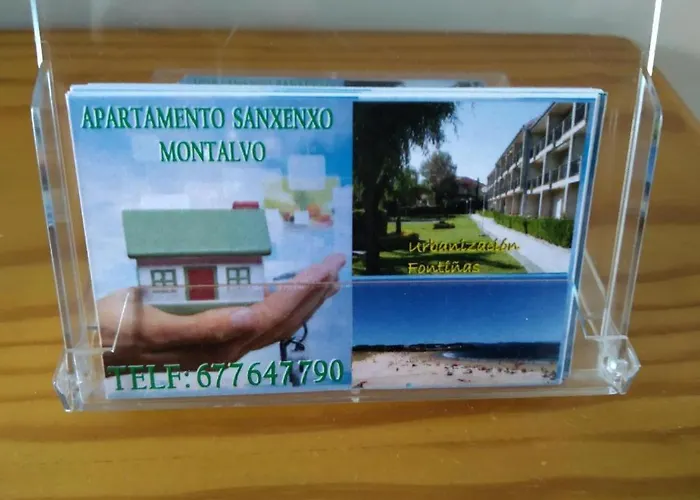 APARTAMENTO SANXENXO
MONTALVO
Urbanización
Fontiñas
TELF: 677647790